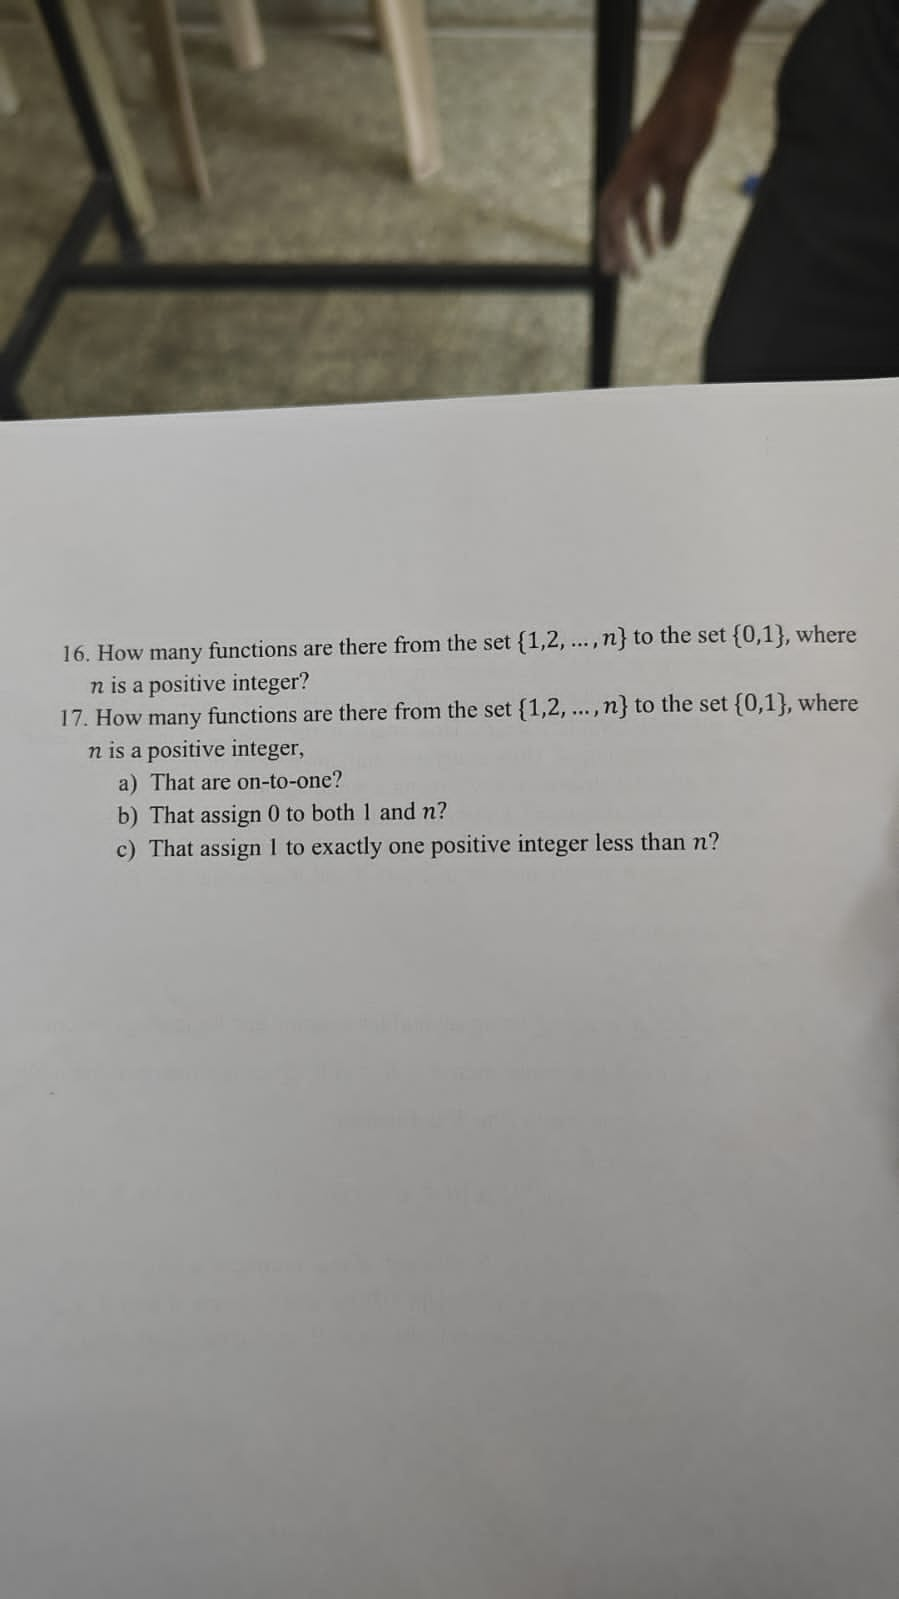 16. How many functions are there from the set {1,2, ... , n} to the set {0,1}, where
n is a positive integer?
17. How many functions are there from the set {1,2, ... , n} to the set {0,1}, where
n is a positive integer,
a) That are on-to-one?
b) That assign 0 to both 1 and n?
c) That assign 1 to exactly one positive integer less than n?